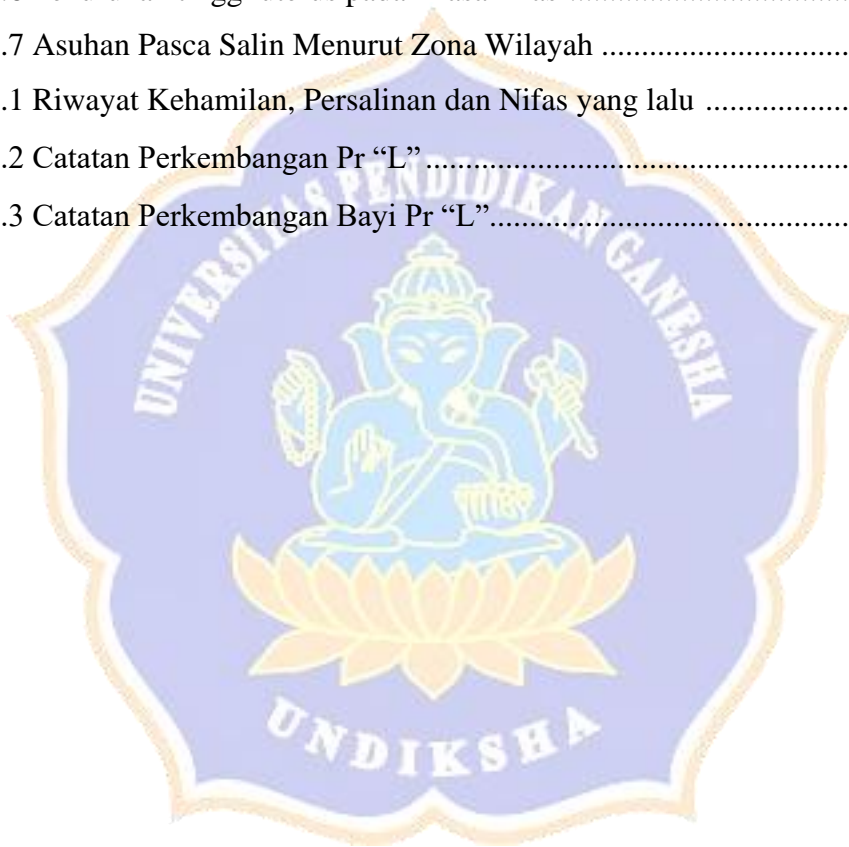 .7 Asuhan Pasca Salin Menurut Zona Wilayah ................................
.1 Riwayat Kehamilan, Persalinan dan Nifas yang lalu ..................
.2 Catatan Perkembangan Pr “L” .....................................................
.3 Catatan Perkembangan Bayi Pr “L”.............................................
UNIVERSITAS PENDIDIKAN GANESHA
UNDIKSHA